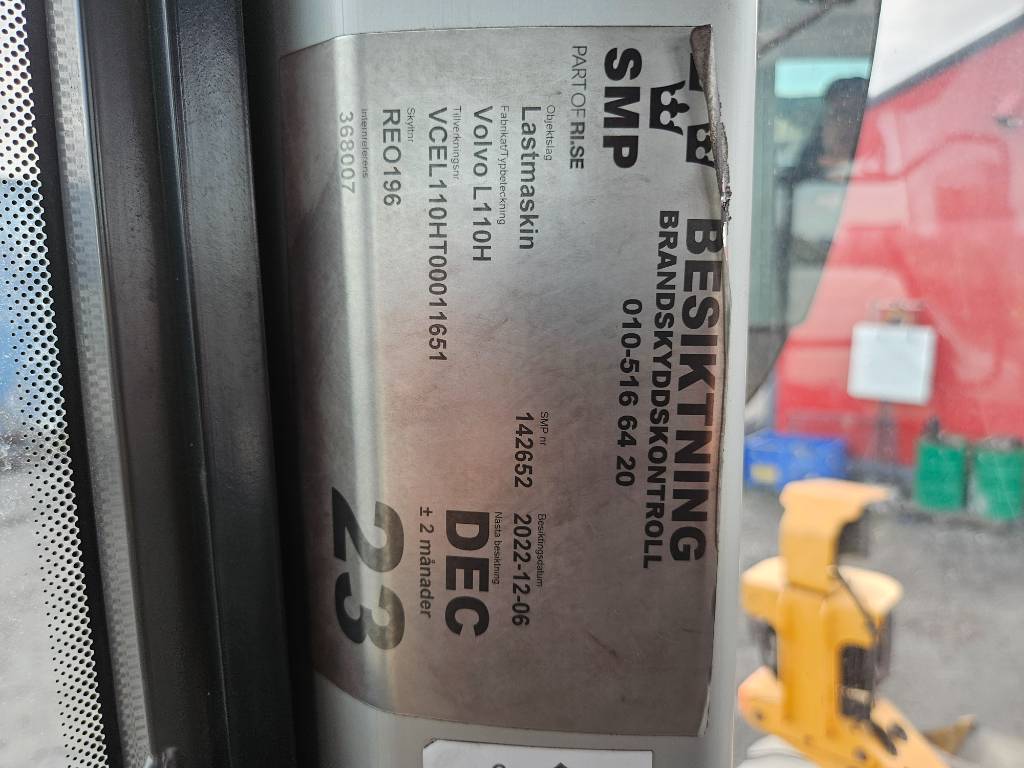 BESIKTNING
BRANDSKYDDSKONTROLL
010-516 64 20
SMP
PART OF RI.SE
Objektslag
Lastmaskin
SMP nr
142652
Besiktningsdatum
2022-12-06
Fabrikat/Typbeteckning
Volvo L110H
Nästa besiktning
DEC
± 2 månader
23
Tillverkningsnr
VCEL110HT00011651
Skyltnr
REO196
Internreferens
368007